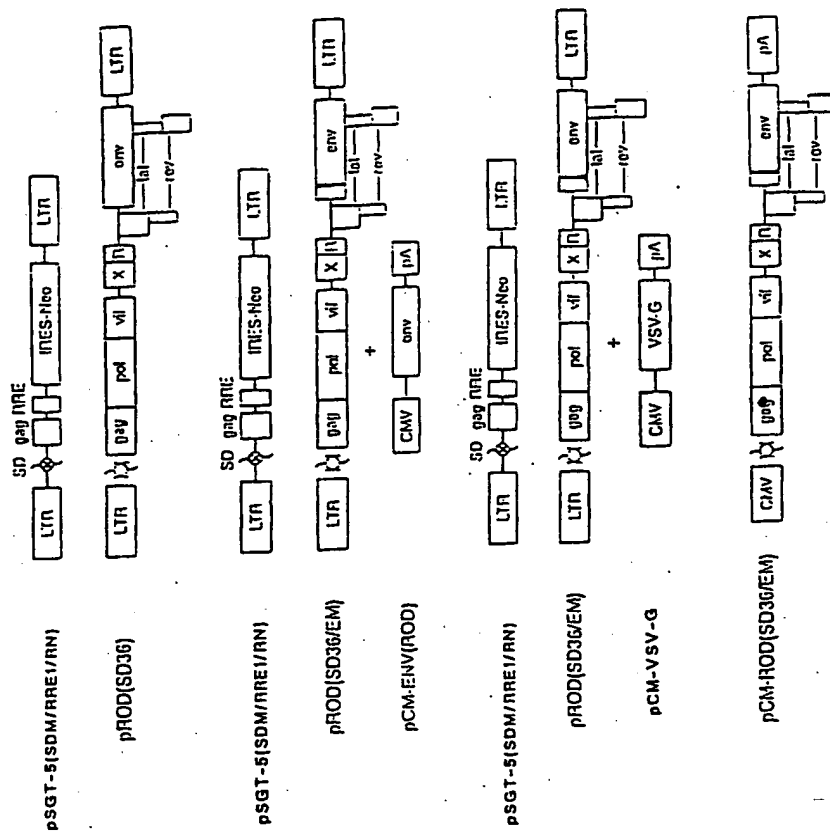 SD gag RRE
pSGT-5(SDM/RRE1/RN) LTR IRES-Neo LTR
pROD(SD36) LTR gag pol vif X r env LTR
tat
rev
SD gag RRE
pSGT-5(SDM/RRE1/RN) LTR IRES-Neo LTR
pROD(SD36/EM) LTR gag pol vif X r env LTR
tat
rev
+
pCM-ENV(ROD) CMV env pA
SD gag RRE
pSGT-5(SDM/RRE1/RN) LTR IRES-Neo LTR
pROD(SD36/EM) LTR gag pol vif X r env LTR
tat
rev
+
pCM-VSV-G CMV VSV-G pA
pCM-ROD(SD36/EM) CMV gag pol vif X r env pA
tat
rev